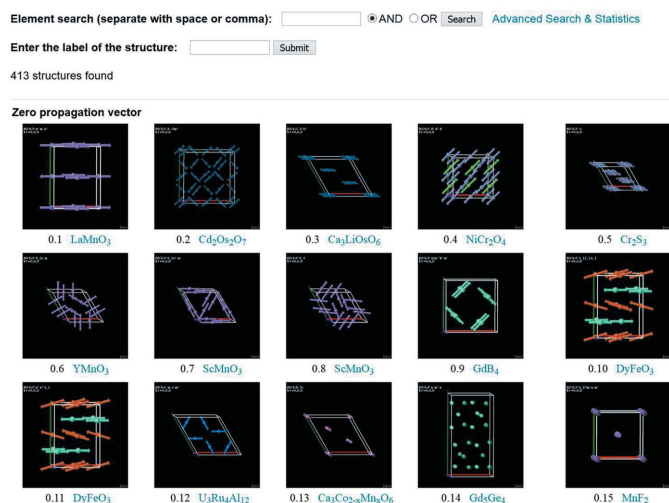 Element search (separate with space or comma): AND OR Search Advanced Search & Statistics
Enter the label of the structure: Submit
413 structures found
Zero propagation vector
0.1 LaMnO₃ 0.2 Cd₂Os₂O₇ 0.3 Ca₃LiOsO₆ 0.4 NiCr₂O₄ 0.5 Cr₂S₃
0.6 YMnO₃ 0.7 ScMnO₃ 0.8 ScMnO₃ 0.9 GdB₄ 0.10 DyFeO₃
0.11 DyFeO₃ 0.12 U₃Ru₄Al₁₂ 0.13 Ca₃Co₂₋ₓMnₓO₆ 0.14 Gd₅Ge₄ 0.15 MnF₂